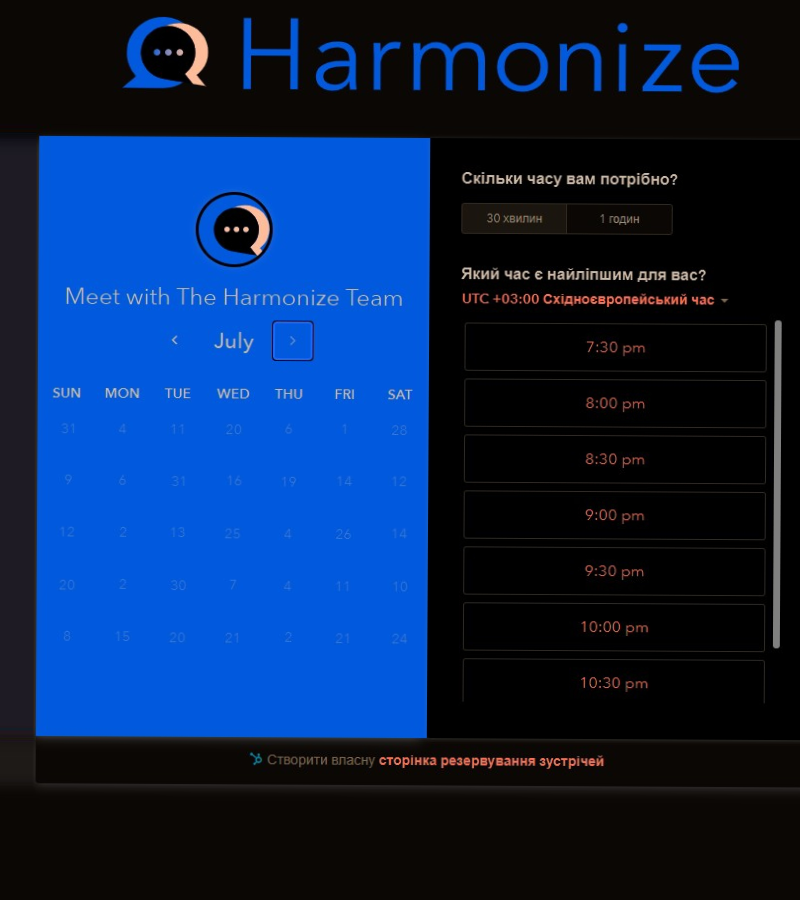 Harmonize
Meet with The Harmonize Team
July
SUN MON TUE WED THU FRI SAT
31 4 11 20 6 1 28
9 6 31 16 19 14 12
12 2 13 25 4 26 14
20 2 30 7 4 11 10
8 15 20 21 2 21 24
Скільки часу вам потрібно?
30 хвилин 1 годин
Який час є найліпшим для вас?
UTC +03:00 Східноєвропейський час
7:30 pm
8:00 pm
8:30 pm
9:00 pm
9:30 pm
10:00 pm
10:30 pm
Створити власну сторінка резервування зустрічей